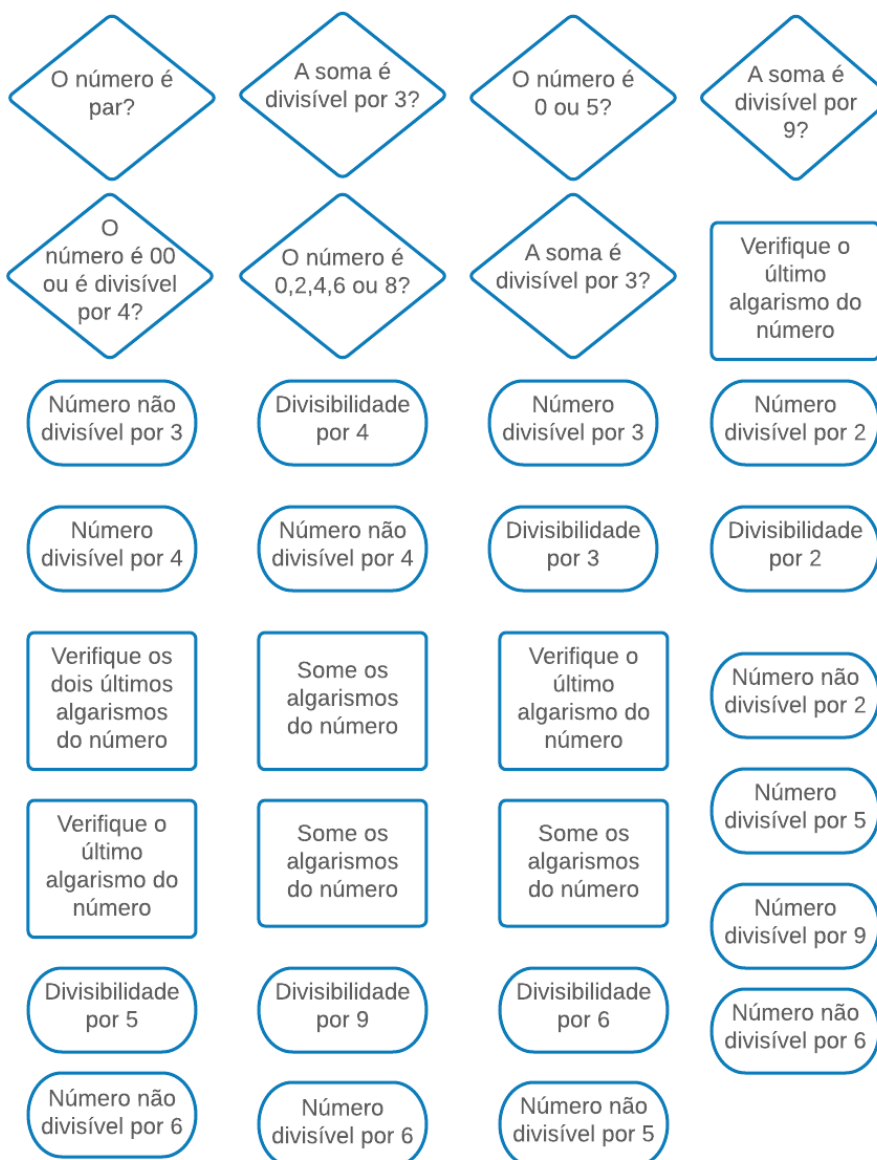 O número é
par?
A soma é
divisível por 3?
O número é
0 ou 5?
A soma é
divisível por
9?
O
número é 00
ou é divisível
por 4?
O número é
0,2,4,6 ou 8?
A soma é
divisível por 3?
Verifique o
último
algarismo do
número
Número não
divisível por 3
Divisibilidade
por 4
Número
divisível por 3
Número
divisível por 2
Número
divisível por 4
Número não
divisível por 4
Divisibilidade
por 3
Divisibilidade
por 2
Verifique os
dois últimos
algarismos
do número
Some os
algarismos
do número
Verifique o
último
algarismo do
número
Número não
divisível por 2
Número
divisível por 5
Verifique o
último
algarismo do
número
Some os
algarismos
do número
Some os
algarismos
do número
Número
divisível por 9
Divisibilidade
por 5
Divisibilidade
por 9
Divisibilidade
por 6
Número não
divisível por 6
Número não
divisível por 6
Número
divisível por 6
Número não
divisível por 5